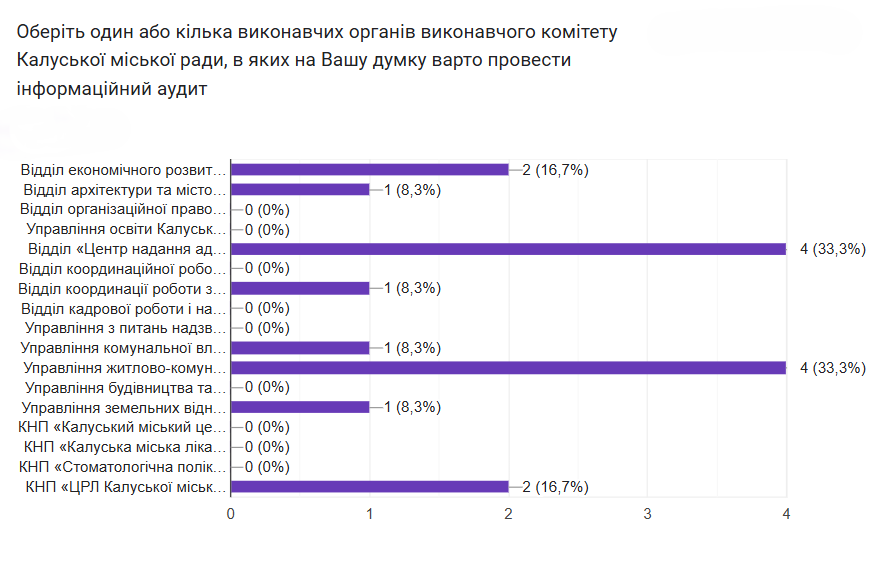 Оберіть один або кілька виконавчих органів виконавчого комітету
Калуської міської ради, в яких на Вашу думку варто провести
інформаційний аудит
Відділ економічного розвит… 2 (16,7%)
Відділ архітектури та місто… 1 (8,3%)
Відділ організаційної право… 0 (0%)
Управління освіти Калуськ… 0 (0%)
Відділ «Центр надання ад… 4 (33,3%)
Відділ координаційної робо… 0 (0%)
Відділ координації роботи з… 1 (8,3%)
Відділ кадрової роботи і на… 0 (0%)
Управління з питань надзв… 0 (0%)
Управління комунальної вл… 1 (8,3%)
Управління житлово-комун… 4 (33,3%)
Управління будівництва та… 0 (0%)
Управління земельних відн… 1 (8,3%)
КНП «Калуський міський це… 0 (0%)
КНП «Калуська міська ліка… 0 (0%)
КНП «Стоматологічна полік… 0 (0%)
КНП «ЦРЛ Калуської міськ… 2 (16,7%)
0 1 2 3 4